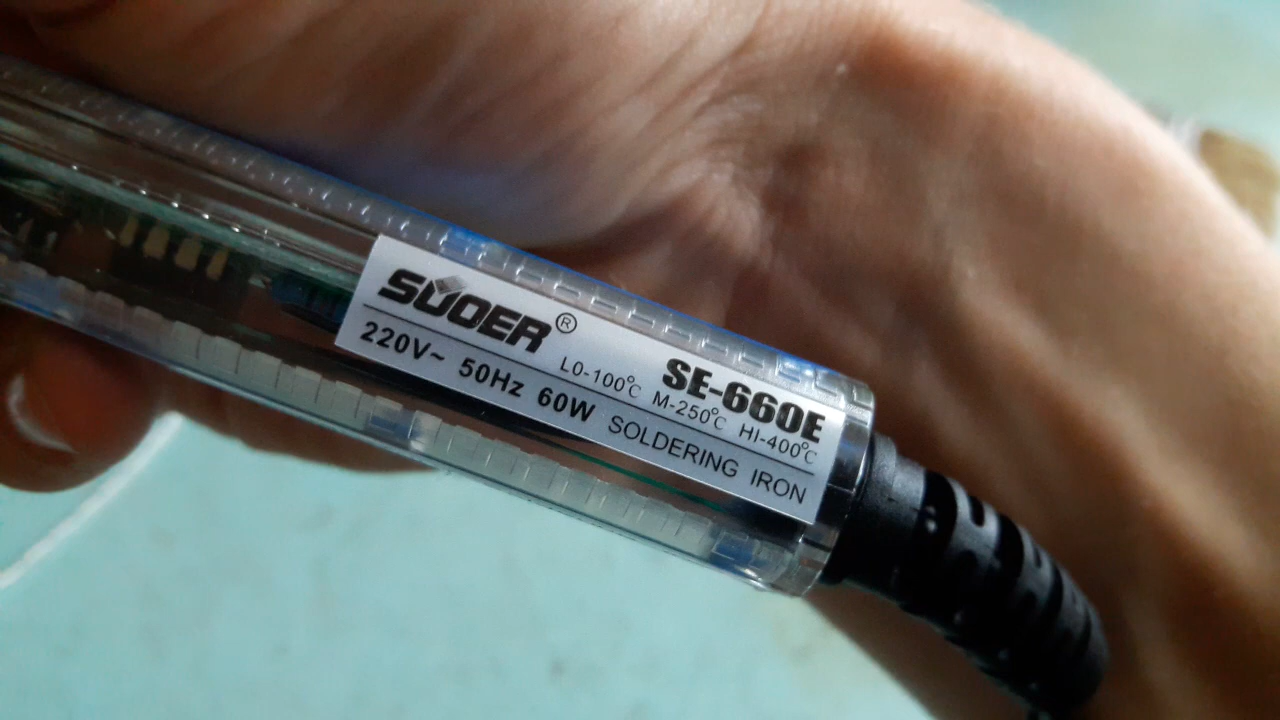 SUOER®
SE-660E
L0-100℃ M-250℃ HI-400℃
220V~ 50Hz 60W SOLDERING IRON